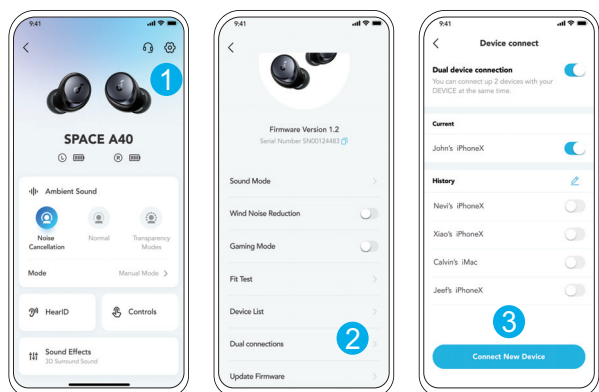 9:41
1
SPACE A40
L R
Ambient Sound
Noise Cancellation
Normal
Transparency Modes
Mode Manual Mode
HearID Controls
Sound Effects
3D Surround Sound
9:41
Firmware Version 1.2
Serial Number SN00124483
Sound Mode
Wind Noise Reduction
Gaming Mode
Fit Test
Device List
Dual connections
2
Update Firmware
9:41
Device connect
Dual device connection
You can connect up 2 devices with your
DEVICE at the same time.
Current
John's iPhoneX
History
Nevi's iPhoneX
Xiao's iPhoneX
Calvin's iMac
Jeef's iPhoneX
3
Connect New Device